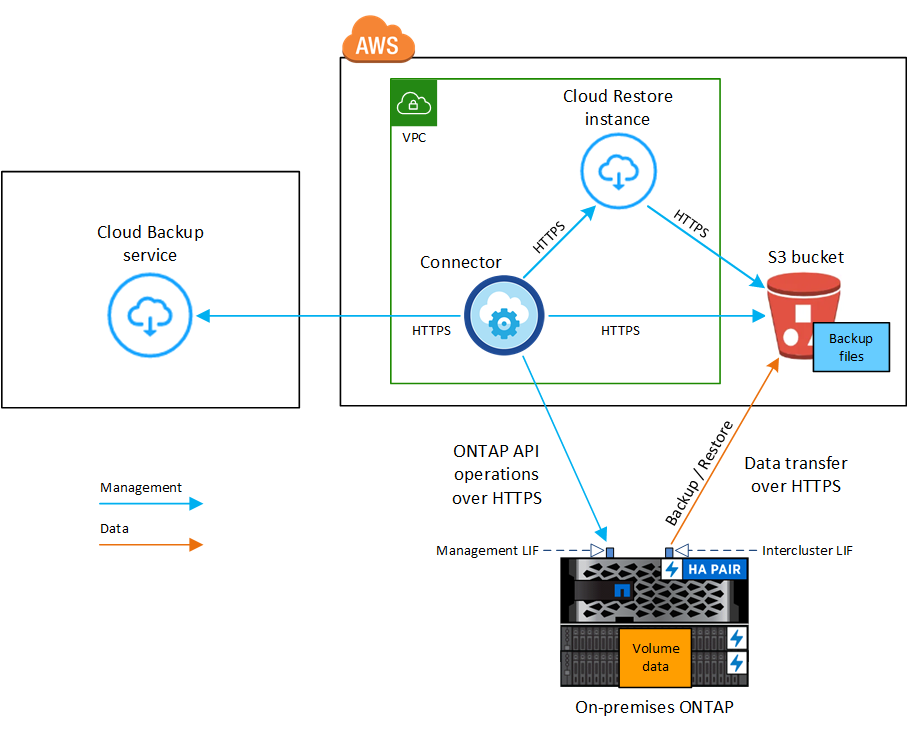 AWS
Cloud Restore
instance
VPC
Cloud Backup
service
HTTPS
HTTPS
Connector
S3 bucket
HTTPS
HTTPS
Backup
files
ONTAP API
operations
over HTTPS
Backup / Restore
Data transfer
over HTTPS
Management
Data
Management LIF
Intercluster LIF
HA PAIR
Volume
data
On-premises ONTAP